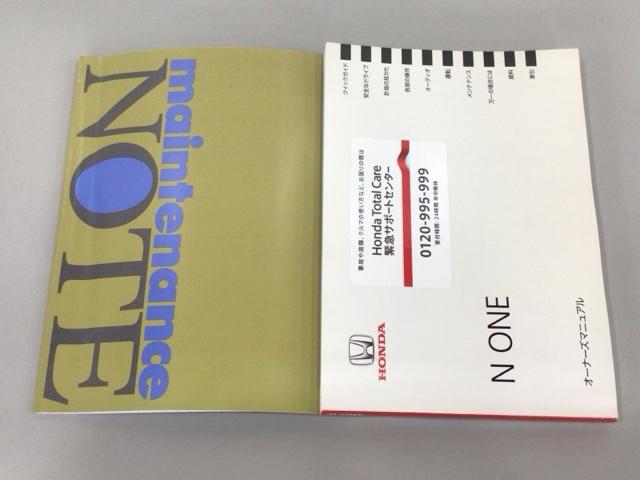 maintenance
NOTE
クイックガイド
安全なドライブ
計器の見かた
各部の操作
オーディオ
運転
メンテナンス
万一の場合には
資料
索引
事故や故障、クルマの使い方など、お困りの際は
Honda Total Care
緊急サポートセンター
0120-995-999
受付時間 24時間 年中無休
HONDA
N ONE
オーナーズマニュアル
N ONE